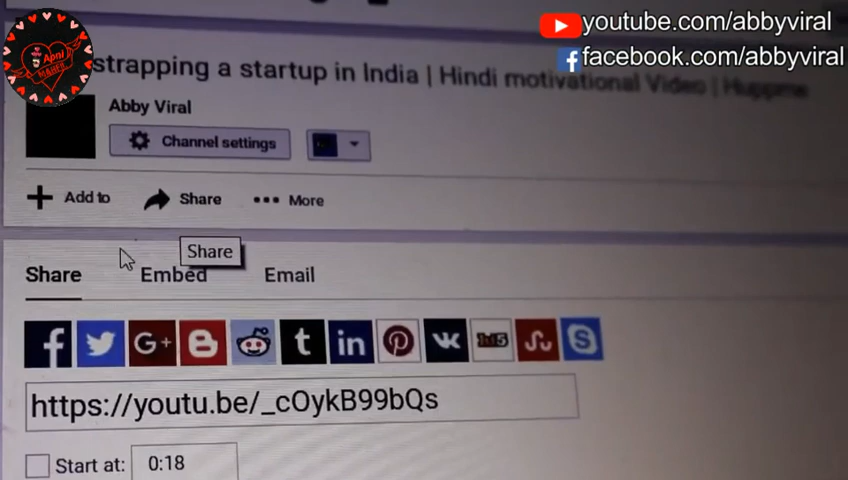 youtube.com/abbyviral
facebook.com/abbyviral
Apni
strapping a startup in India | Hindi motivational Video |
Abby Viral
Channel settings
Add to
Share
More
Share
Share
Embed
Email
https://youtu.be/_cOykB99bQs
Start at:
0:18